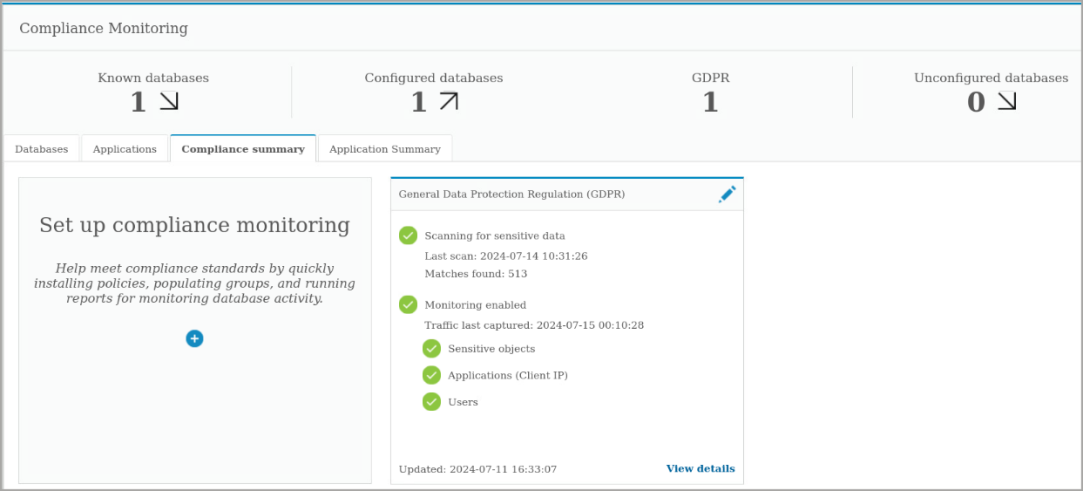 Compliance Monitoring
Known databases
1
Configured databases
1
GDPR
1
Unconfigured databases
0
Databases
Applications
Compliance summary
Application Summary
Set up compliance monitoring
Help meet compliance standards by quickly
installing policies, populating groups, and running
reports for monitoring database activity.
General Data Protection Regulation (GDPR)
Scanning for sensitive data
Last scan: 2024-07-14 10:31:26
Matches found: 513
Monitoring enabled
Traffic last captured: 2024-07-15 00:10:28
Sensitive objects
Applications (Client IP)
Users
Updated: 2024-07-11 16:33:07
View details